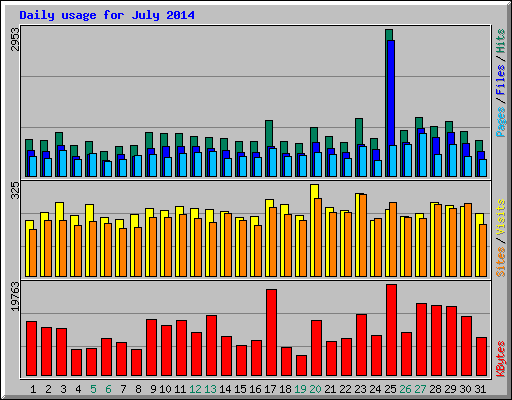 Daily usage for July 2014
2953
Pages / Files / Hits
325
Sites / Visits
19763
KBytes
1 2 3 4 5 6 7 8 9 10 11 12 13 14 15 16 17 18 19 20 21 22 23 24 25 26 27 28 29 30 31